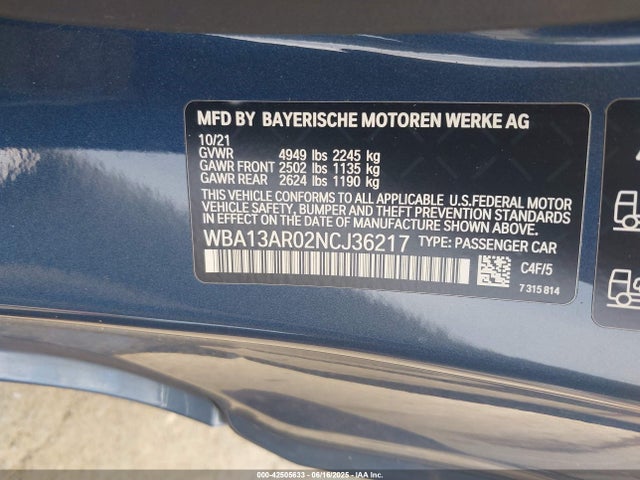 MFD BY BAYERISCHE MOTOREN WERKE AG
10/21
GVWR 4949 lbs 2245 kg
GAWR FRONT 2502 lbs 1135 kg
GAWR REAR 2624 lbs 1190 kg
THIS VEHICLE CONFORMS TO ALL APPLICABLE U.S.FEDERAL MOTOR
VEHICLE SAFETY, BUMPER AND THEFT PREVENTION STANDARDS
IN EFFECT ON THE DATE OF MANUFACTURE SHOWN ABOVE.
WBA13AR02NCJ36217 TYPE: PASSENGER CAR
C4F/5
7 315 814
000-42505633 - 06/16/2025 - IAA, Inc.